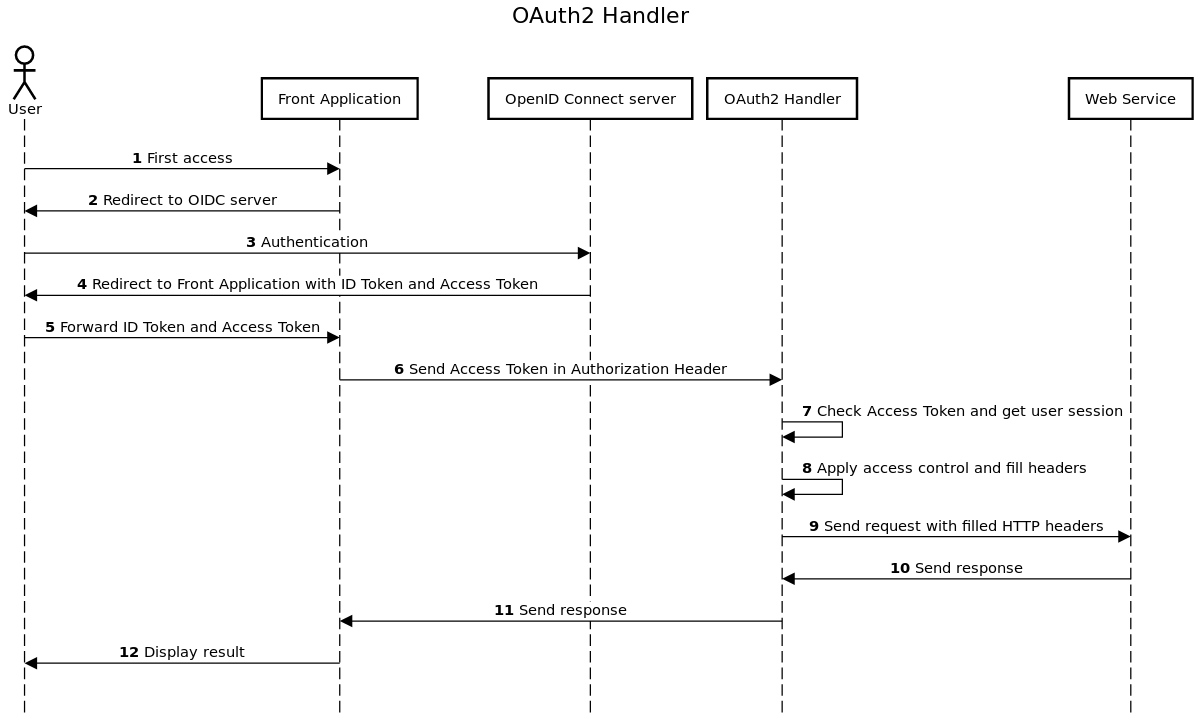 OAuth2 Handler
User
Front Application
OpenID Connect server
OAuth2 Handler
Web Service
1 First access
2 Redirect to OIDC server
3 Authentication
4 Redirect to Front Application with ID Token and Access Token
5 Forward ID Token and Access Token
6 Send Access Token in Authorization Header
7 Check Access Token and get user session
8 Apply access control and fill headers
9 Send request with filled HTTP headers
10 Send response
11 Send response
12 Display result